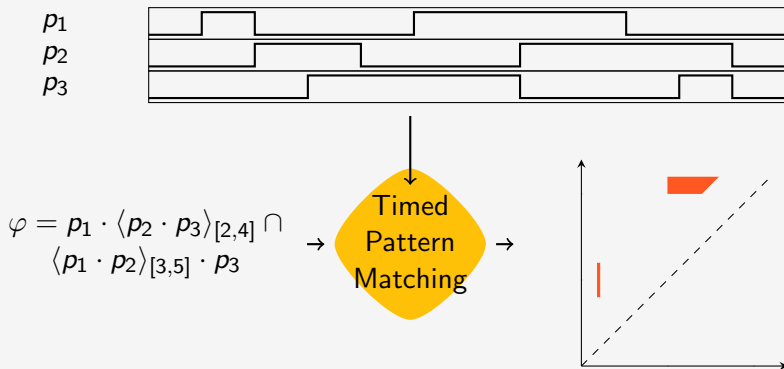 p₁
p₂
p₃
φ = p₁ · ⟨p₂ · p₃⟩[2,4] ∩
⟨p₁ · p₂⟩[3,5] · p₃
Timed
Pattern
Matching